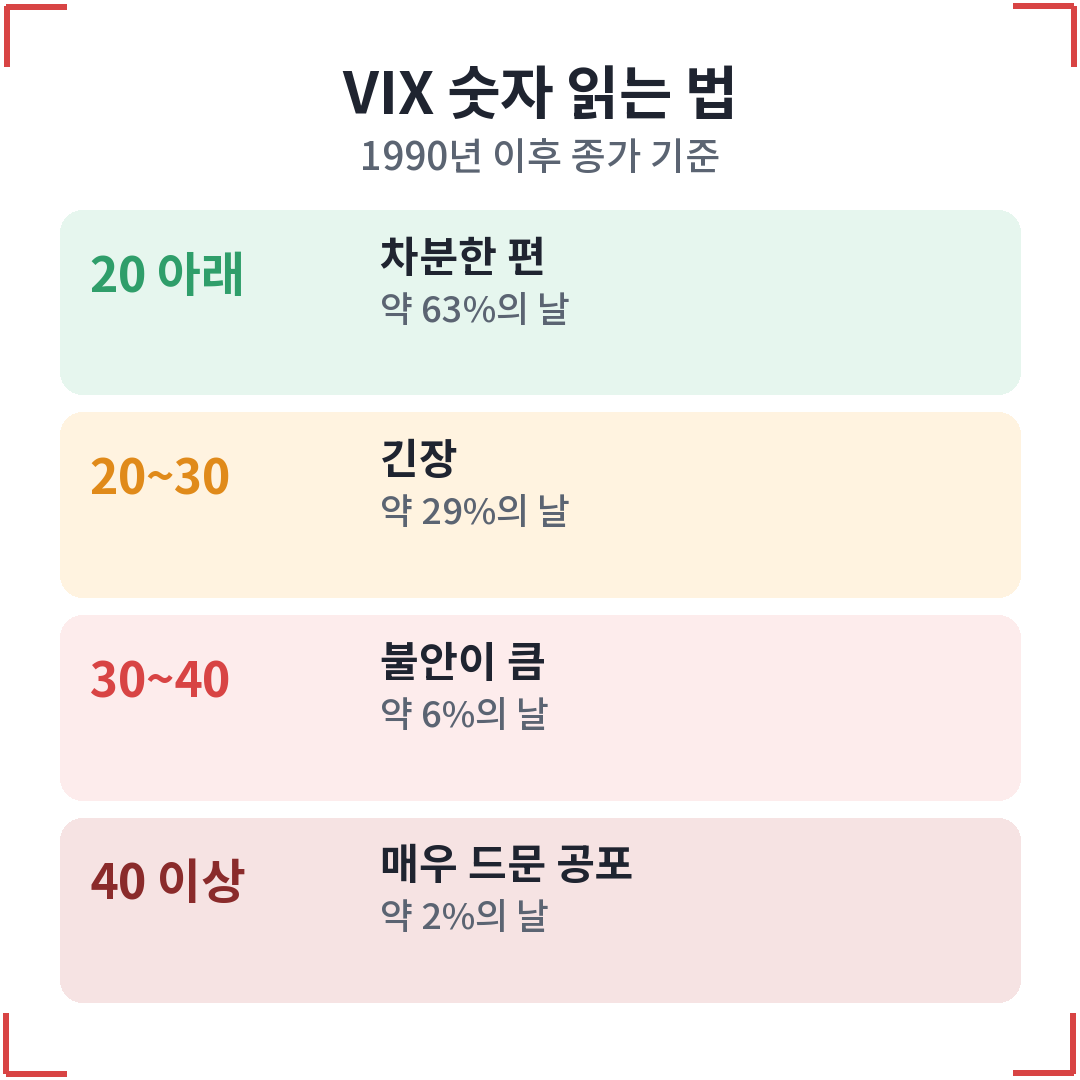 VIX 숫자 읽는 법
1990년 이후 종가 기준
20 아래
차분한 편
약 63%의 날
20~30
긴장
약 29%의 날
30~40
불안이 큼
약 6%의 날
40 이상
매우 드문 공포
약 2%의 날